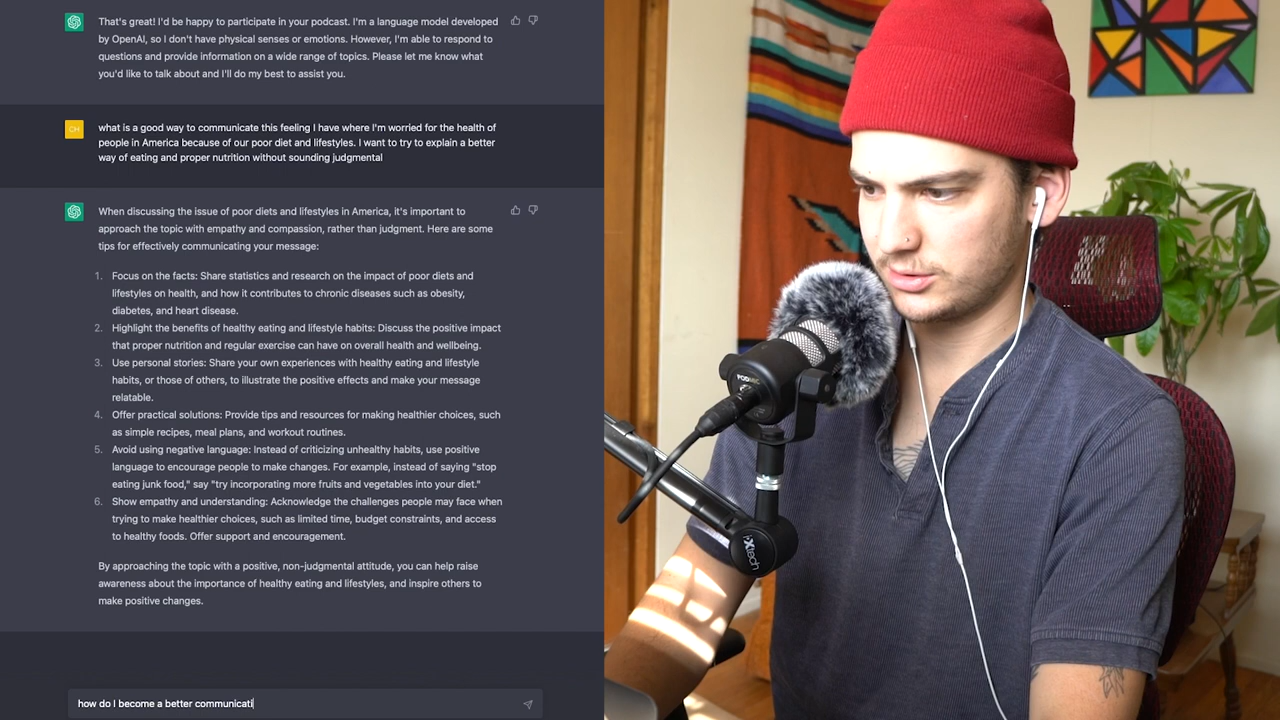 That's great! I'd be happy to participate in your podcast. I'm a language model developed
by OpenAI, so I don't have physical senses or emotions. However, I'm able to respond to
questions and provide information on a wide range of topics. Please let me know what
you'd like to talk about and I'll do my best to assist you.
CH
what is a good way to communicate this feeling I have where I'm worried for the health of
people in America because of our poor diet and lifestyles. I want to try to explain a better
way of eating and proper nutrition without sounding judgmental
When discussing the issue of poor diets and lifestyles in America, it's important to
approach the topic with empathy and compassion, rather than judgment. Here are some
tips for effectively communicating your message:
1. Focus on the facts: Share statistics and research on the impact of poor diets and
lifestyles on health, and how it contributes to chronic diseases such as obesity,
diabetes, and heart disease.
2. Highlight the benefits of healthy eating and lifestyle habits: Discuss the positive impact
that proper nutrition and regular exercise can have on overall health and wellbeing.
3. Use personal stories: Share your own experiences with healthy eating and lifestyle
habits, or those of others, to illustrate the positive effects and make your message
relatable.
4. Offer practical solutions: Provide tips and resources for making healthier choices, such
as simple recipes, meal plans, and workout routines.
5. Avoid using negative language: Instead of criticizing unhealthy habits, use positive
language to encourage people to make changes. For example, instead of saying "stop
eating junk food," say "try incorporating more fruits and vegetables into your diet."
6. Show empathy and understanding: Acknowledge the challenges people may face when
trying to make healthier choices, such as limited time, budget constraints, and access
to healthy foods. Offer support and encouragement.
By approaching the topic with a positive, non-judgmental attitude, you can help raise
awareness about the importance of healthy eating and lifestyles, and inspire others to
make positive changes.
how do I become a better communicati
PODMIC